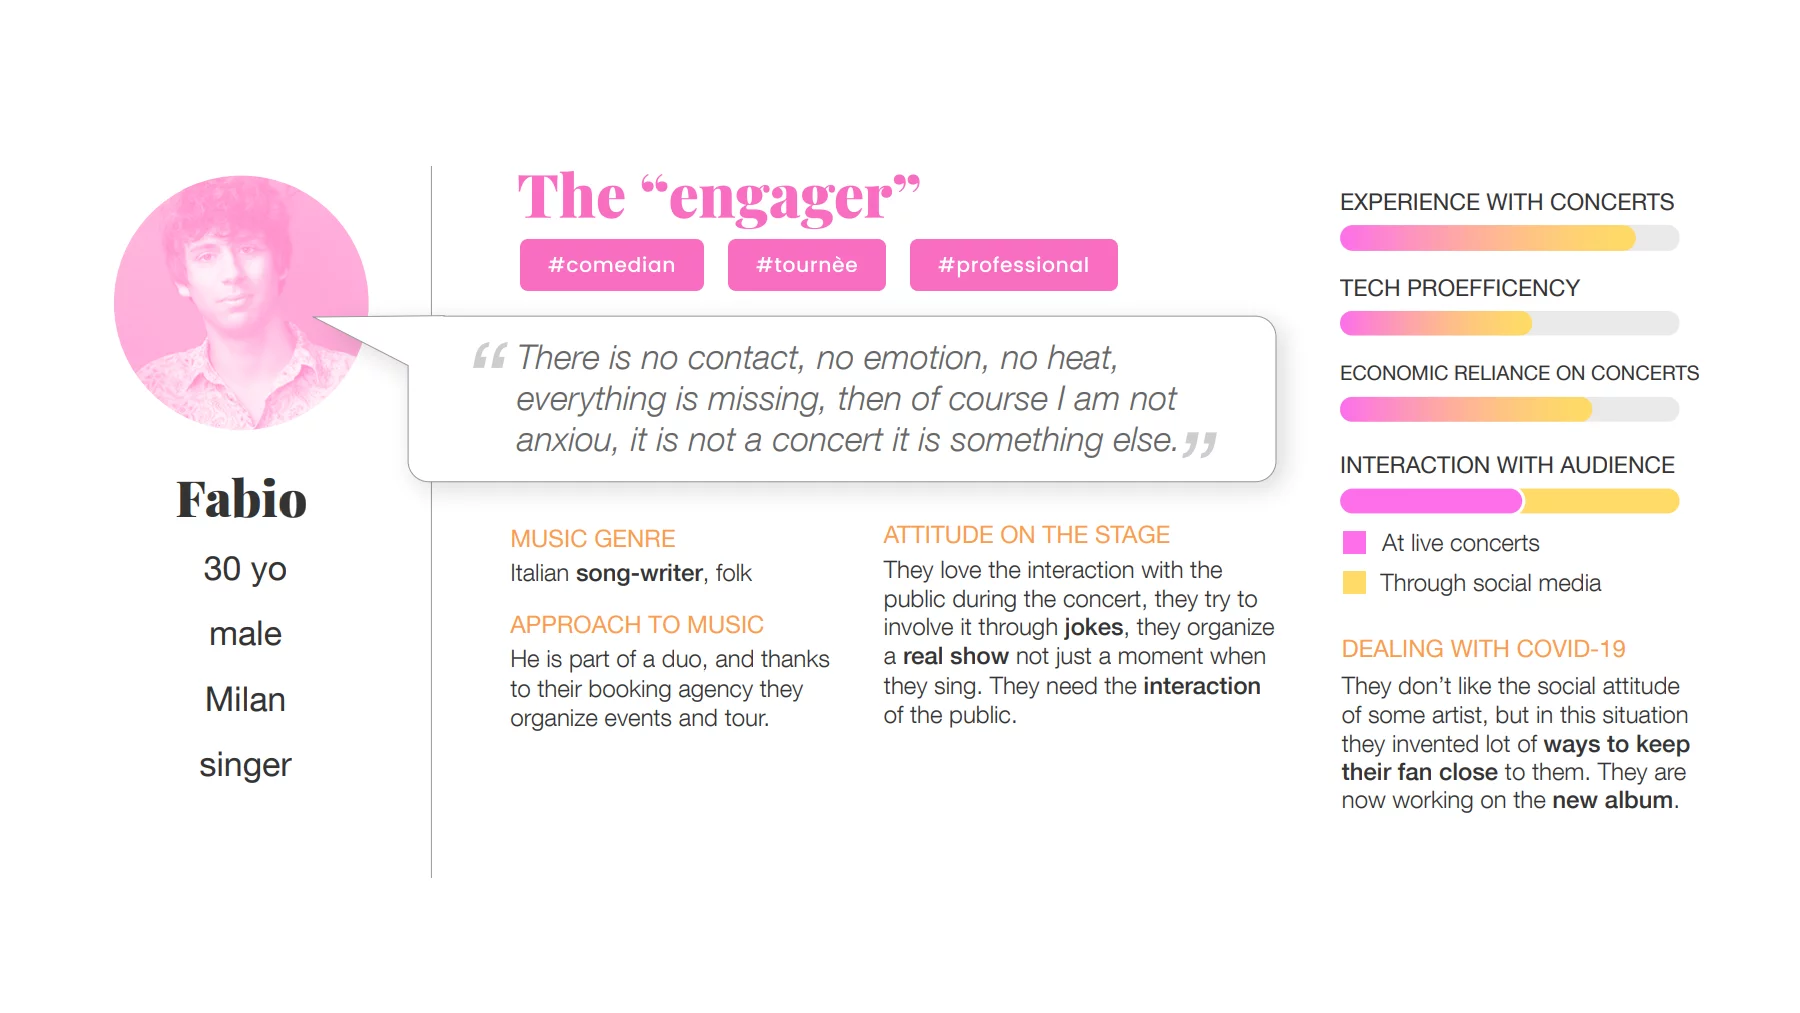 Fabio
30 yo
male
Milan
singer
The “engager”
#comedian
#tournèe
#professional
“There is no contact, no emotion, no heat,
everything is missing, then of course I am not
anxiou, it is not a concert it is something else.”
MUSIC GENRE
Italian song-writer, folk
APPROACH TO MUSIC
He is part of a duo, and thanks
to their booking agency they
organize events and tour.
ATTITUDE ON THE STAGE
They love the interaction with the
public during the concert, they try to
involve it through jokes, they organize
a real show not just a moment when
they sing. They need the interaction
of the public.
EXPERIENCE WITH CONCERTS
TECH PROEFFICENCY
ECONOMIC RELIANCE ON CONCERTS
INTERACTION WITH AUDIENCE
At live concerts
Through social media
DEALING WITH COVID-19
They don’t like the social attitude
of some artist, but in this situation
they invented lot of ways to keep
their fan close to them. They are
now working on the new album.